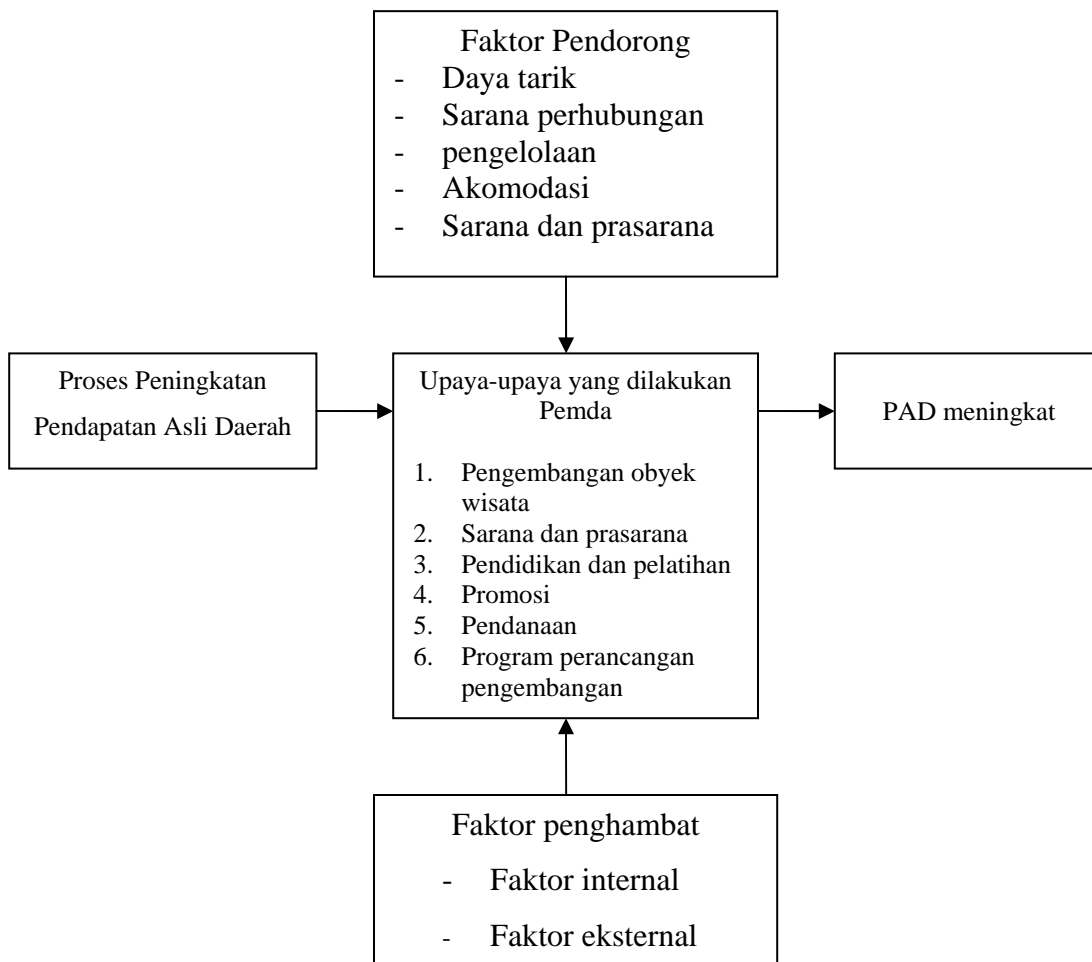 Faktor Pendorong
- Daya tarik
- Sarana perhubungan
- pengelolaan
- Akomodasi
- Sarana dan prasarana
Proses Peningkatan
Pendapatan Asli Daerah
Upaya-upaya yang dilakukan
Pemda
1. Pengembangan obyek
wisata
2. Sarana dan prasarana
3. Pendidikan dan pelatihan
4. Promosi
5. Pendanaan
6. Program perancangan
pengembangan
PAD meningkat
Faktor penghambat
- Faktor internal
- Faktor eksternal